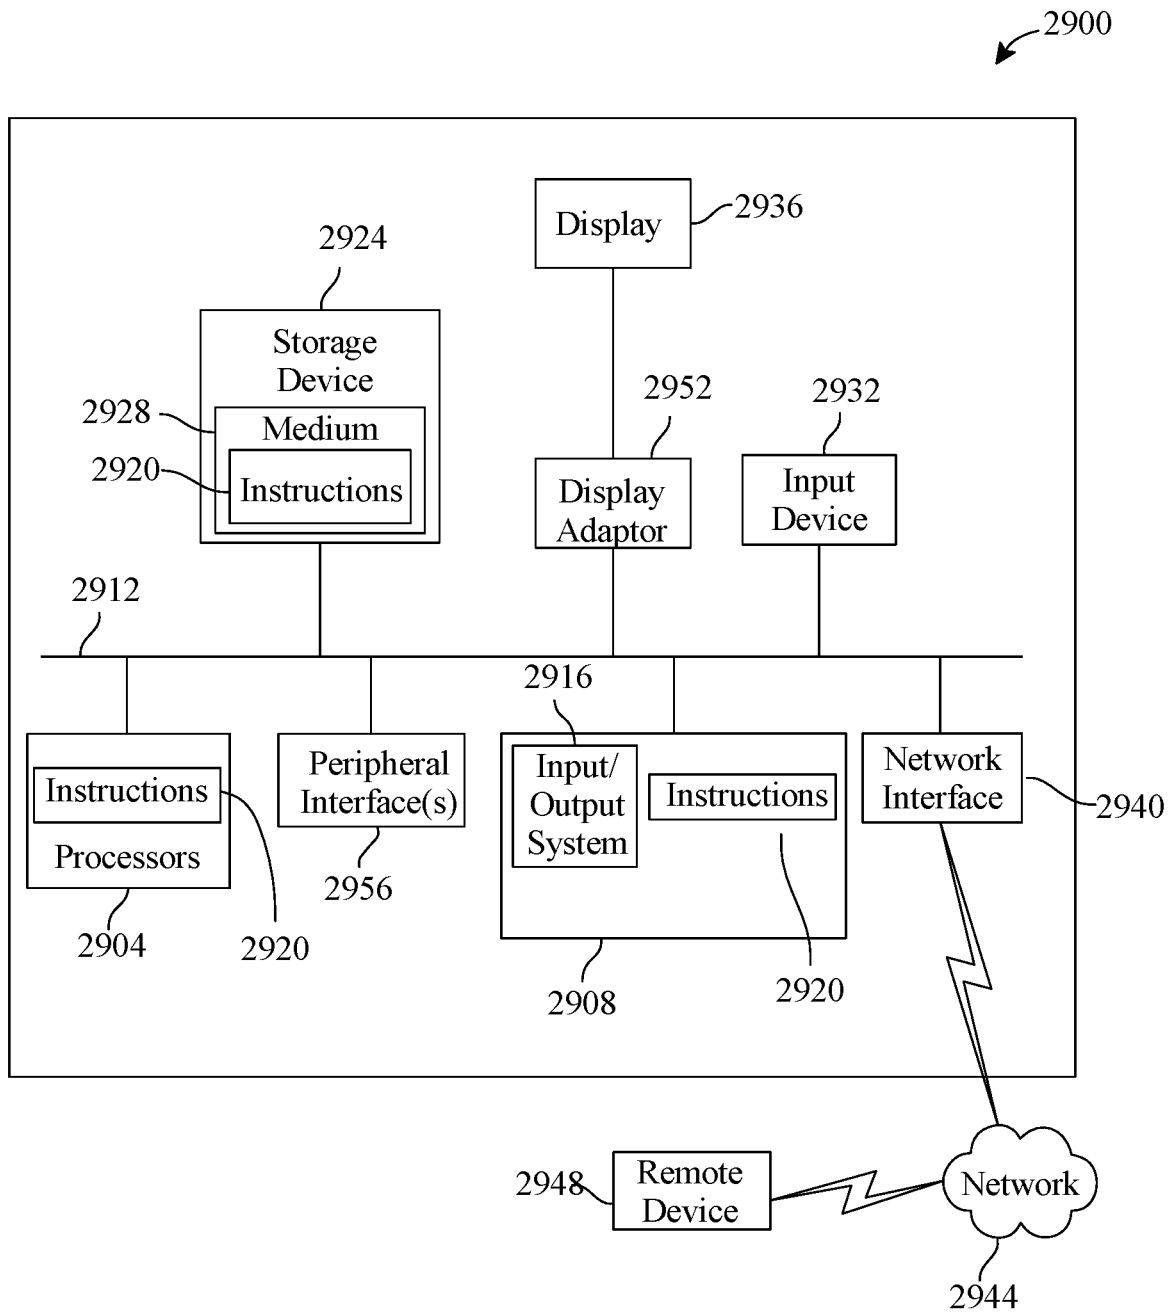 2900
Display
2936
2924
Storage
Device
2928
Medium
2920
Instructions
2952
Display
Adaptor
2932
Input
Device
2912
2916
Instructions
Processors
2904
2920
Peripheral
Interface(s)
2956
Input/
Output
System
Instructions
2908
2920
Network
Interface
2940
2948
Remote
Device
Network
2944